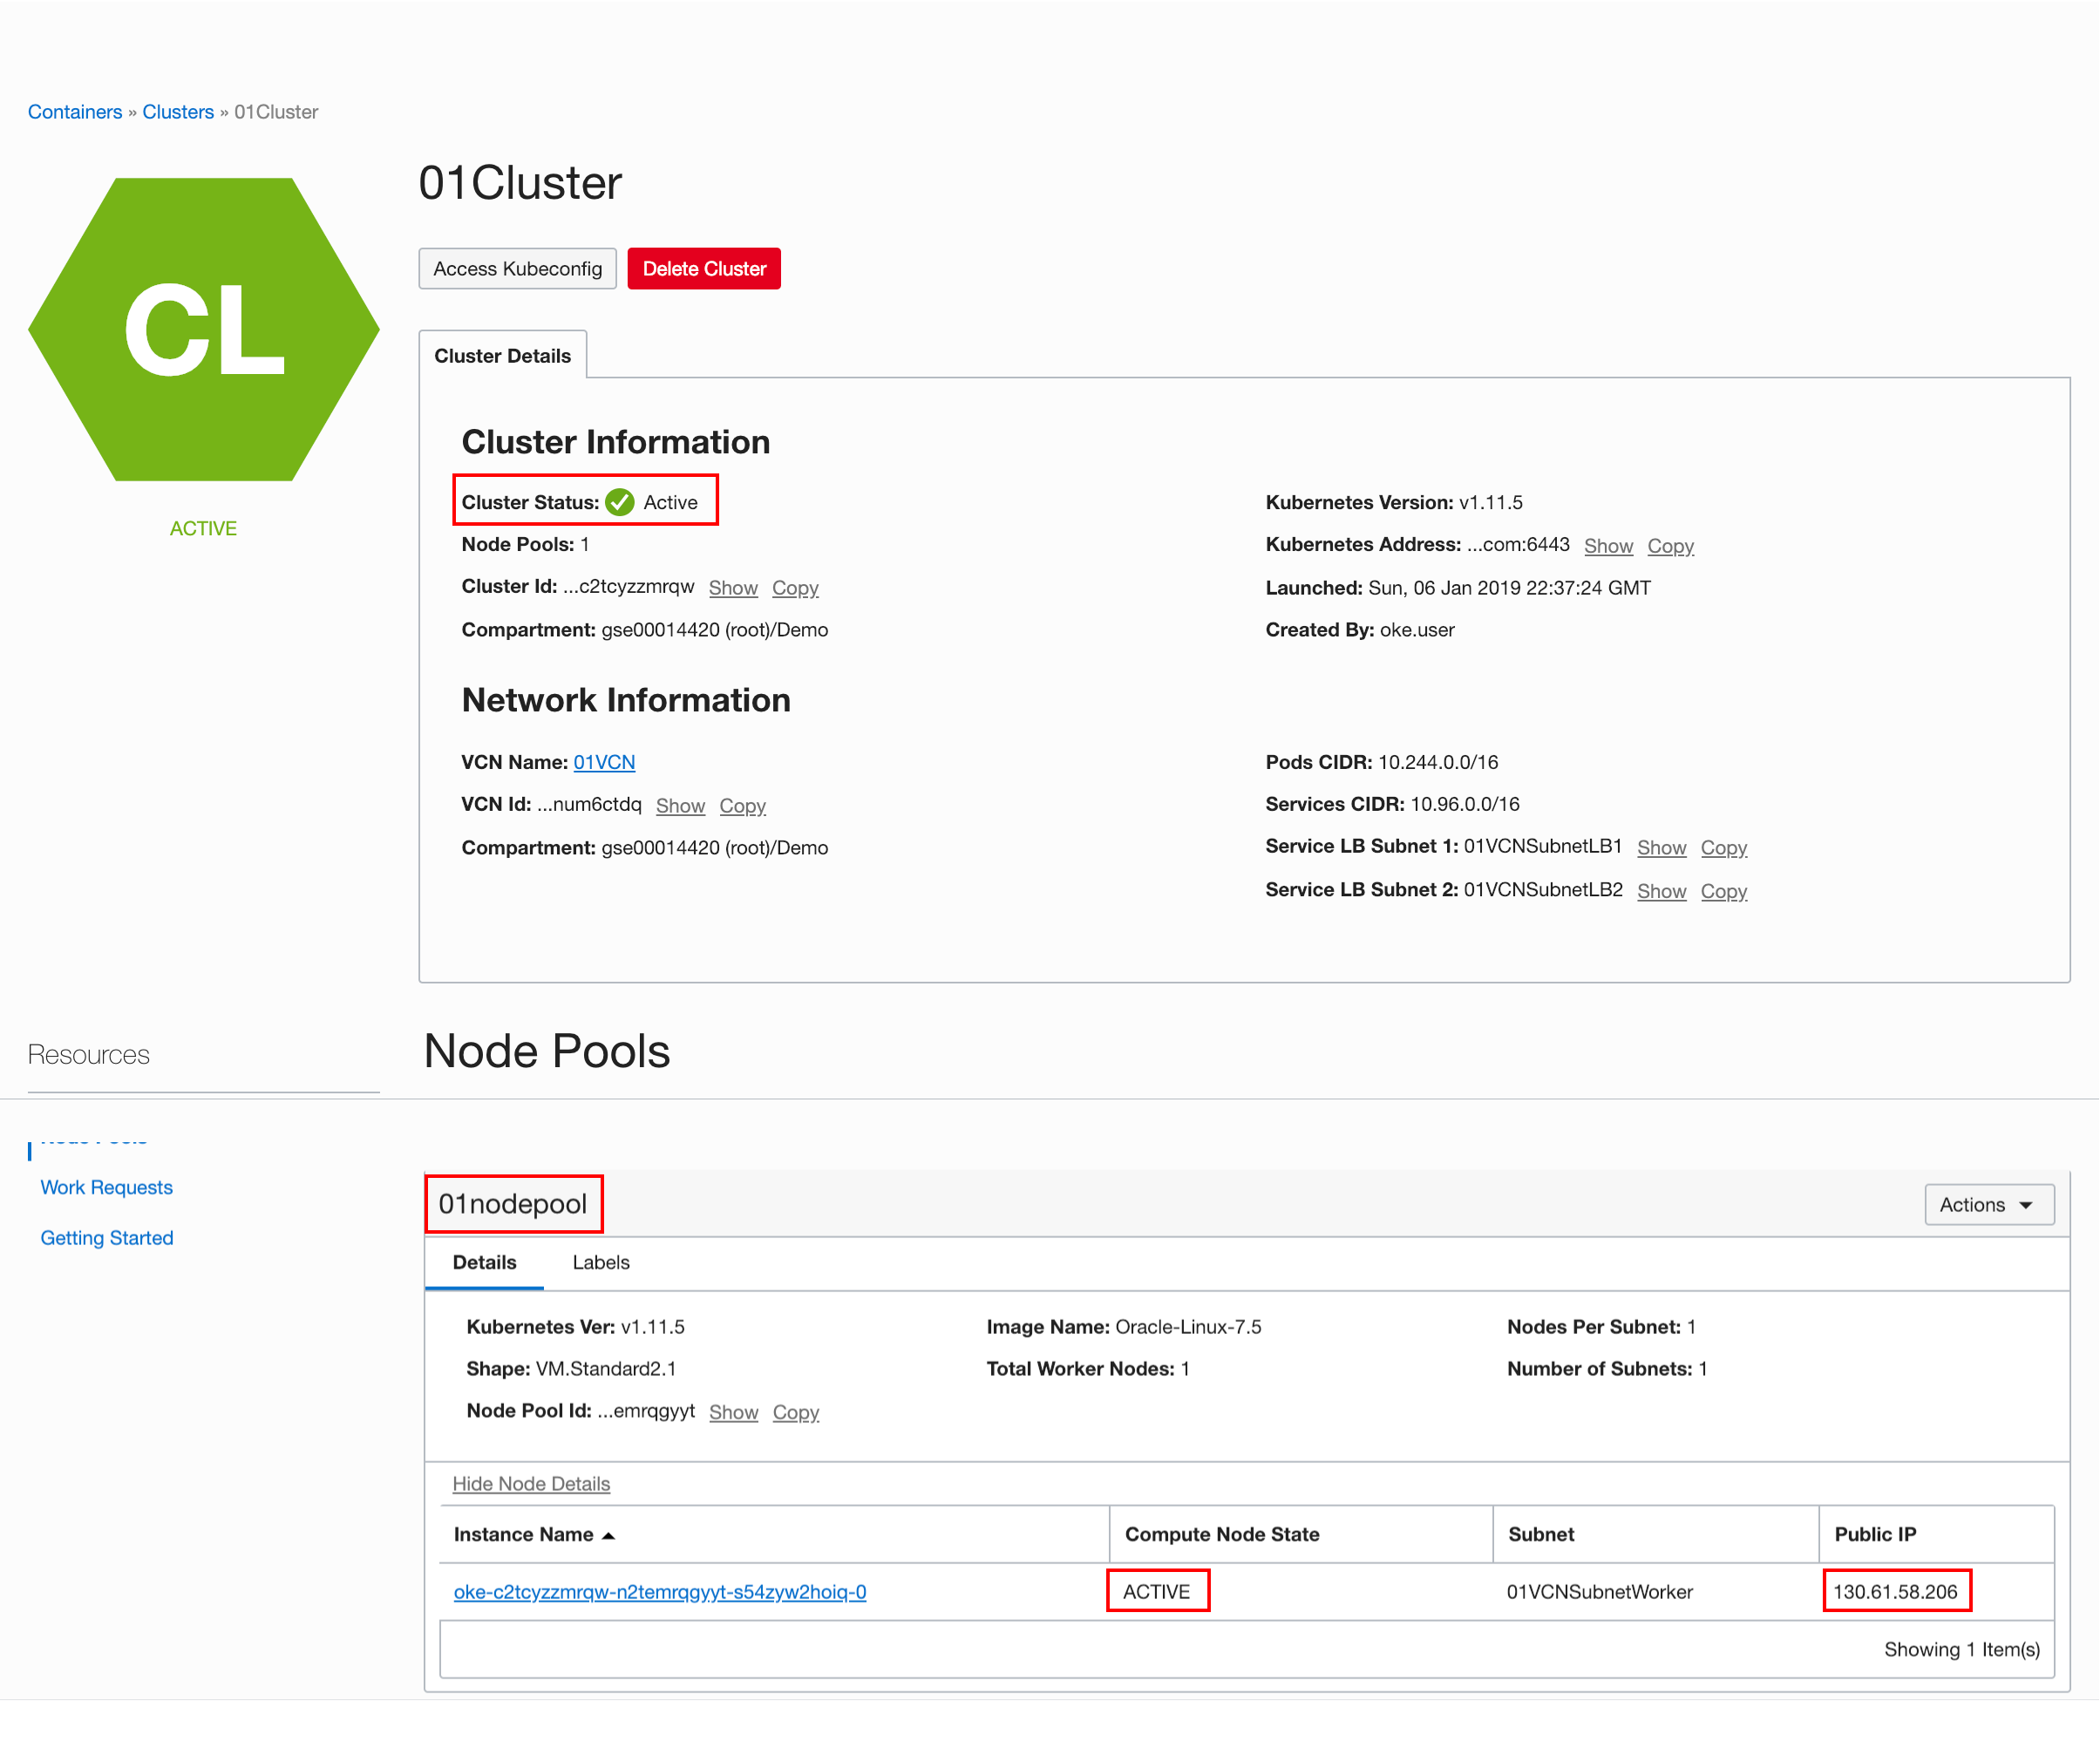 Containers » Clusters » 01Cluster
CL
ACTIVE
01Cluster
Access Kubeconfig Delete Cluster
Cluster Details
Cluster Information
Cluster Status: Active
Node Pools: 1
Cluster Id: ...c2tcyzzmrqw Show Copy
Compartment: gse00014420 (root)/Demo
Kubernetes Version: v1.11.5
Kubernetes Address: ...com:6443 Show Copy
Launched: Sun, 06 Jan 2019 22:37:24 GMT
Created By: oke.user
Network Information
VCN Name: 01VCN
VCN Id: ...num6ctdq Show Copy
Compartment: gse00014420 (root)/Demo
Pods CIDR: 10.244.0.0/16
Services CIDR: 10.96.0.0/16
Service LB Subnet 1: 01VCNSubnetLB1 Show Copy
Service LB Subnet 2: 01VCNSubnetLB2 Show Copy
Resources
Work Requests
Getting Started
Node Pools
01nodepool
Actions
Details Labels
Kubernetes Ver: v1.11.5
Shape: VM.Standard2.1
Node Pool Id: ...emrqgyyt Show Copy
Image Name: Oracle-Linux-7.5
Total Worker Nodes: 1
Nodes Per Subnet: 1
Number of Subnets: 1
Hide Node Details
Instance Name Compute Node State Subnet Public IP
oke-c2tcyzzmrqw-n2temrqgyyt-s54zyw2hoiq-0 ACTIVE 01VCNSubnetWorker 130.61.58.206
Showing 1 Item(s)